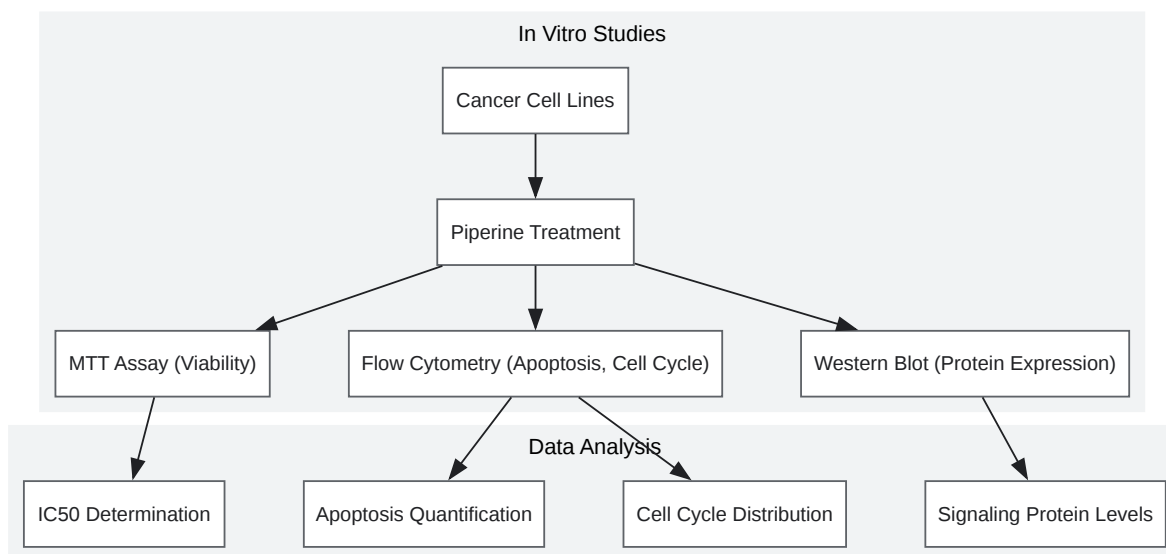 In Vitro Studies
Cancer Cell Lines
Piperine Treatment
MTT Assay (Viability)
Flow Cytometry (Apoptosis, Cell Cycle)
Western Blot (Protein Expression)
Data Analysis
IC50 Determination
Apoptosis Quantification
Cell Cycle Distribution
Signaling Protein Levels